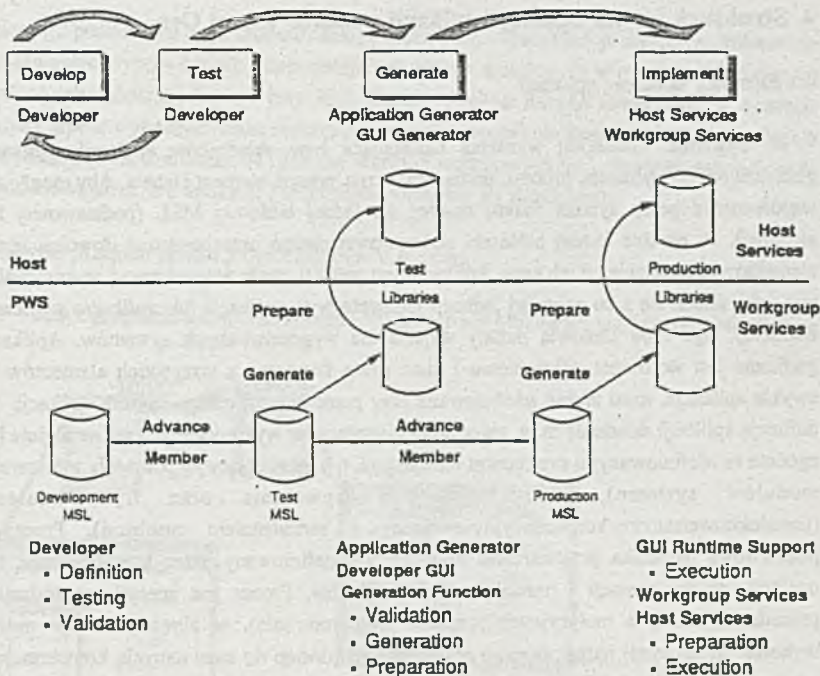 Develop
Test
Generate
Implement
Developer
Developer
Application Generator
GUI Generator
Host Services
Workgroup Services
Host
Services
Host
Test
Production
PWS
Libraries
Libraries
Workgroup
Services
Prepare
Prepare
Generate
Generate
Advance
Member
Advance
Member
Development
MSL
Test
MSL
Production
MSL
Developer
▪ Definition
▪ Testing
▪ Validation
Application Generator
Developer GUI
Generation Function
▪ Validation
▪ Generation
▪ Preparation
GUI Runtime Support
▪ Execution
Workgroup Services
Host Services
▪ Preparation
▪ Execution